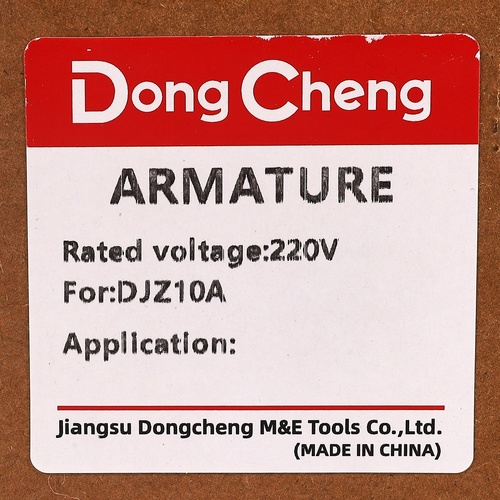 Dong Cheng
ARMATURE
Rated voltage:220V
For:DJZ10A
Application:
Jiangsu Dongcheng M&E Tools Co.,Ltd.
(MADE IN CHINA)